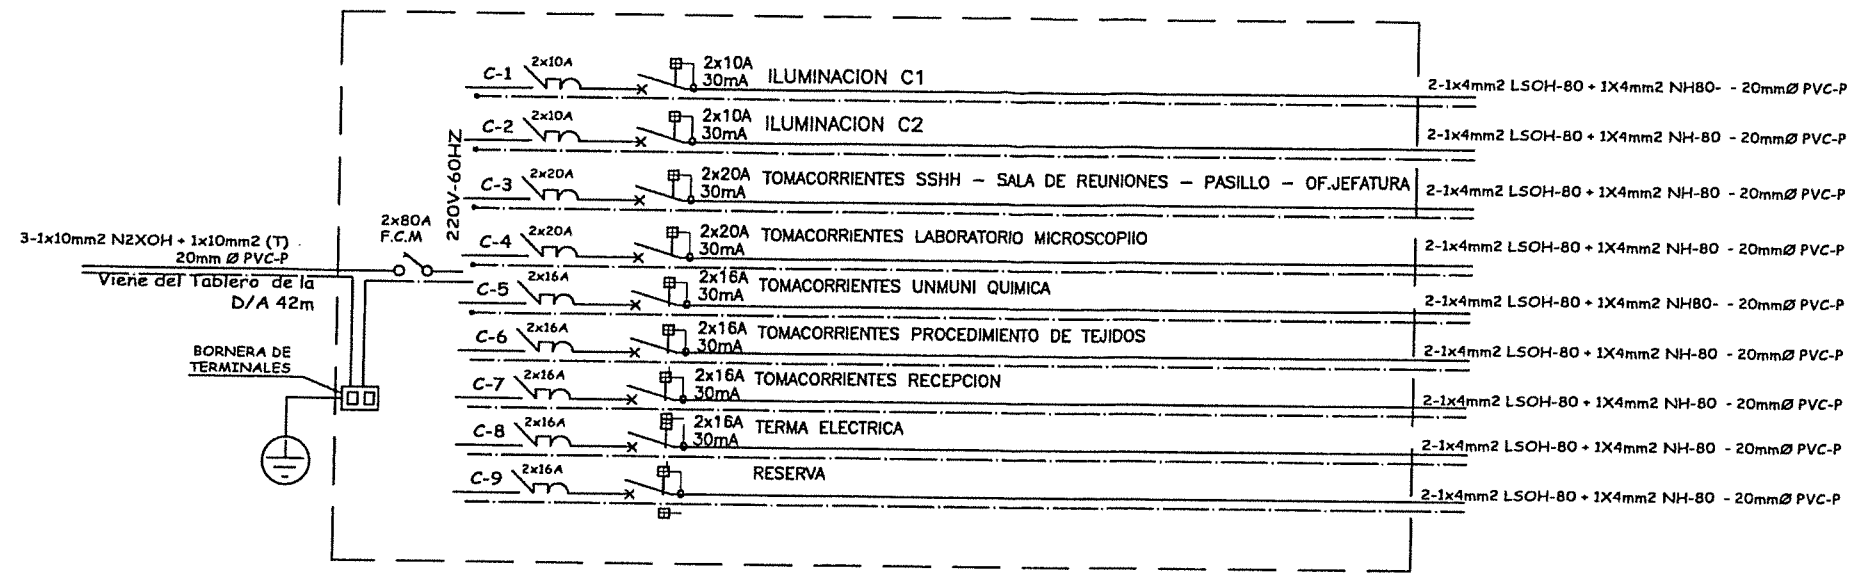 3-1x10mm2 N2XOH + 1x10mm2 (T)
20mm Ø PVC-P
Viene del Tablero de la
D/A 42m
BORNERA DE
TERMINALES
2x80A
F.C.M
220V-60HZ
C-1 2x10A 2x10A
30mA ILUMINACION C1
2-1x4mm2 LSOH-80 + 1X4mm2 NH80- - 20mmØ PVC-P
C-2 2x10A 2x10A
30mA ILUMINACION C2
2-1x4mm2 LSOH-80 + 1X4mm2 NH-80 - 20mmØ PVC-P
C-3 2x20A 2x20A
30mA TOMACORRIENTES SSHH - SALA DE REUNIONES - PASILLO - OF.JEFATURA
2-1x4mm2 LSOH-80 + 1X4mm2 NH-80 - 20mmØ PVC-P
C-4 2x20A 2x20A
30mA TOMACORRIENTES LABORATORIO MICROSCOPIIO
2-1x4mm2 LSOH-80 + 1X4mm2 NH-80 - 20mmØ PVC-P
C-5 2x16A 2x16A
30mA TOMACORRIENTES UNMUNI QUIMICA
2-1x4mm2 LSOH-80 + 1X4mm2 NH80- - 20mmØ PVC-P
C-6 2x16A 2x16A
30mA TOMACORRIENTES PROCEDIMIENTO DE TEJIDOS
2-1x4mm2 LSOH-80 + 1X4mm2 NH-80 - 20mmØ PVC-P
C-7 2x16A 2x16A
30mA TOMACORRIENTES RECEPCION
2-1x4mm2 LSOH-80 + 1X4mm2 NH-80 - 20mmØ PVC-P
C-8 2x16A 2x16A
30mA TERMA ELECTRICA
2-1x4mm2 LSOH-80 + 1X4mm2 NH-80 - 20mmØ PVC-P
C-9 2x16A
RESERVA
2-1x4mm2 LSOH-80 + 1X4mm2 NH-80 - 20mmØ PVC-P